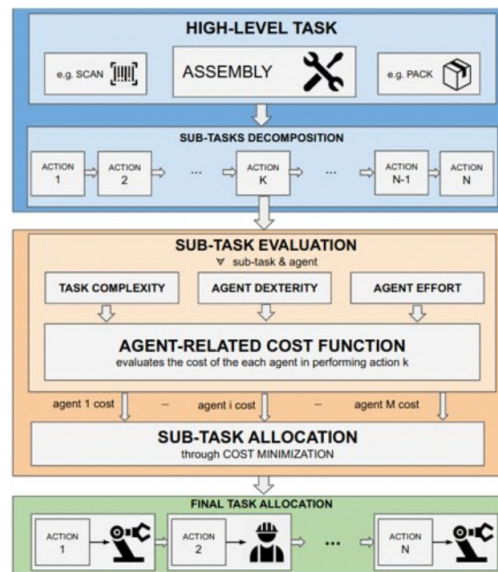 HIGH-LEVEL TASK
e.g. SCAN
ASSEMBLY
e.g. PACK
SUB-TASKS DECOMPOSITION
ACTION
1
ACTION
2
...
ACTION
K
...
ACTION
N-1
ACTION
N
SUB-TASK EVALUATION
∀ sub-task & agent
TASK COMPLEXITY
AGENT DEXTERITY
AGENT EFFORT
AGENT-RELATED COST FUNCTION
evaluates the cost of the each agent in performing action k
agent 1 cost
–
agent i cost
–
agent M cost
SUB-TASK ALLOCATION
through COST MINIMIZATION
FINAL TASK ALLOCATION
ACTION
1
ACTION
2
...
ACTION
N